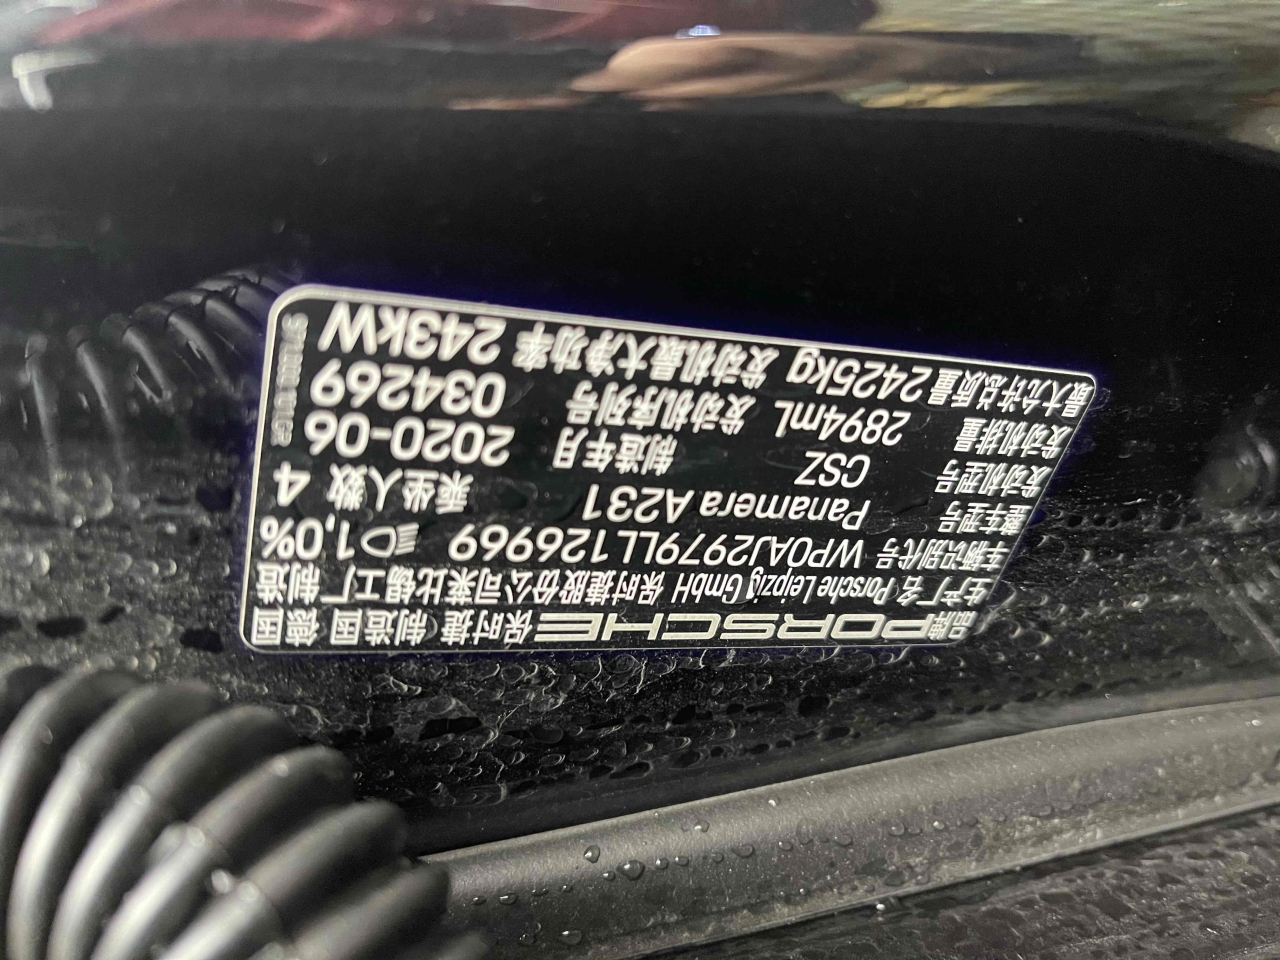 品牌 PORSCHE 保时捷 制造国 德国
生产厂名 Porsche Leipzig GmbH 保时捷股份公司莱比锡工厂 制造
车辆识别代号 WP0AJ2979LL126969 1,0%
整车型号 Panamera A231 乘坐人数 4
发动机型号 CSZ 制造年月 2020-06
发动机排量 2894mL 发动机序列号 034269
最大允许总质量 2425kg 发动机最大净功率 243kW